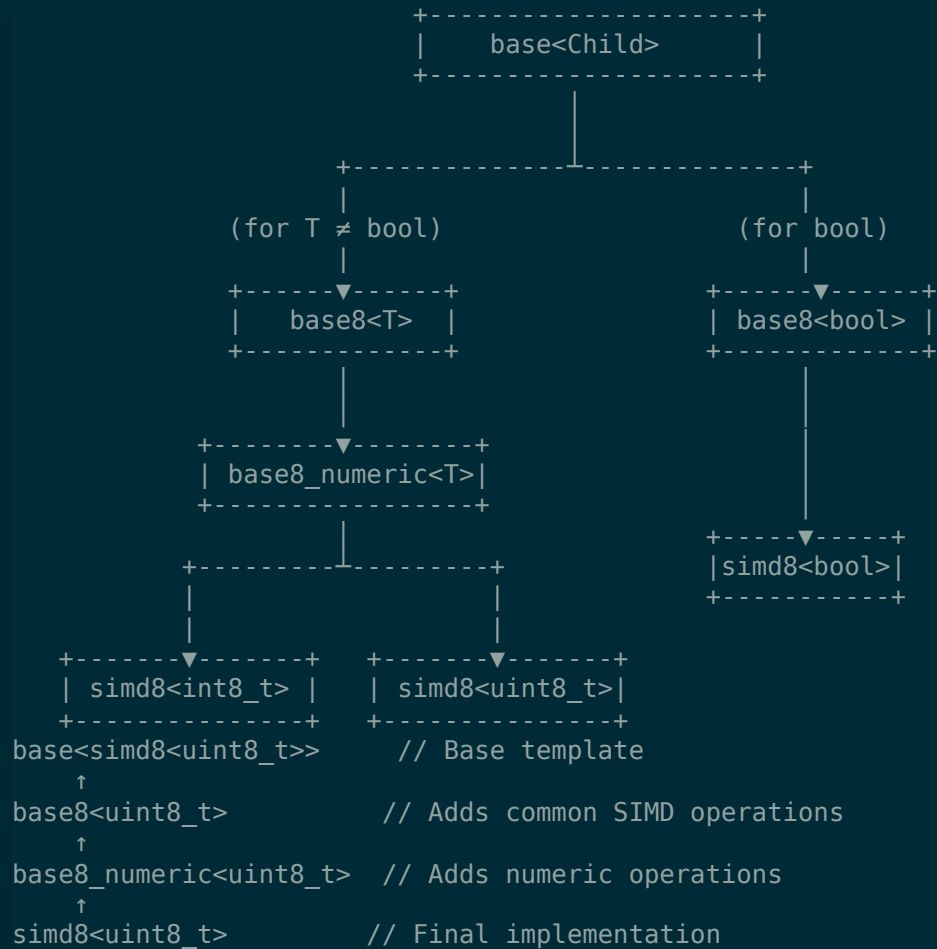 base<Child>
(for T ≠ bool) (for bool)
base8<T> base8<bool>
base8_numeric<T>
simd8<bool>
simd8<int8_t> simd8<uint8_t>
base<simd8<uint8_t>> // Base template
↑
base8<uint8_t> // Adds common SIMD operations
↑
base8_numeric<uint8_t> // Adds numeric operations
↑
simd8<uint8_t> // Final implementation